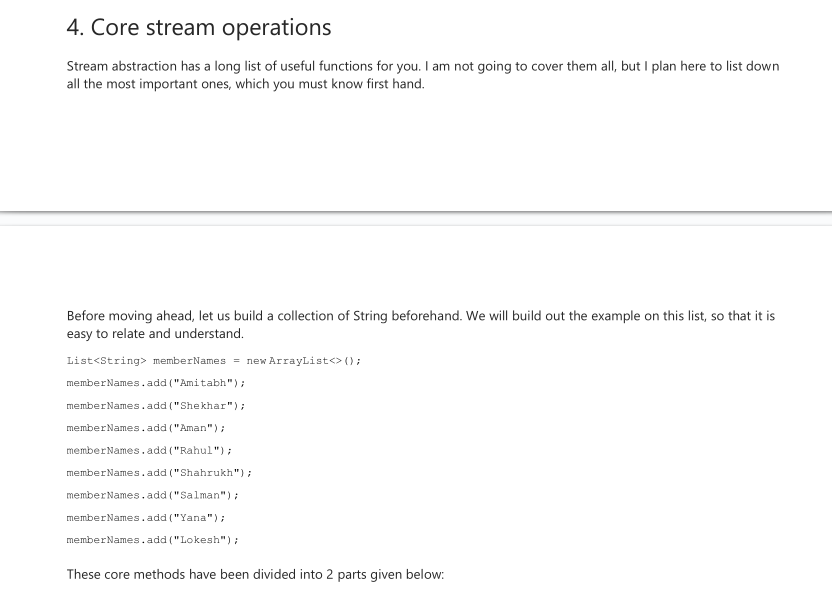 4. Core stream operations
Stream abstraction has a long list of useful functions for you. I am not going to cover them all, but I plan here to list down
all the most important ones, which you must know first hand.
Before moving ahead, let us build a collection of String beforehand. We will build out the example on this list, so that it is
easy to relate and understand.
List<String> memberNames = new ArrayList<>();
memberNames.add("Amitabh");
memberNames.add("Shekhar");
memberNames.add("Aman");
memberNames.add("Rahul");
memberNames.add("Shahrukh");
memberNames.add("Salman");
memberNames.add("Yana");
memberNames.add("Lokesh");
These core methods have been divided into 2 parts given below: